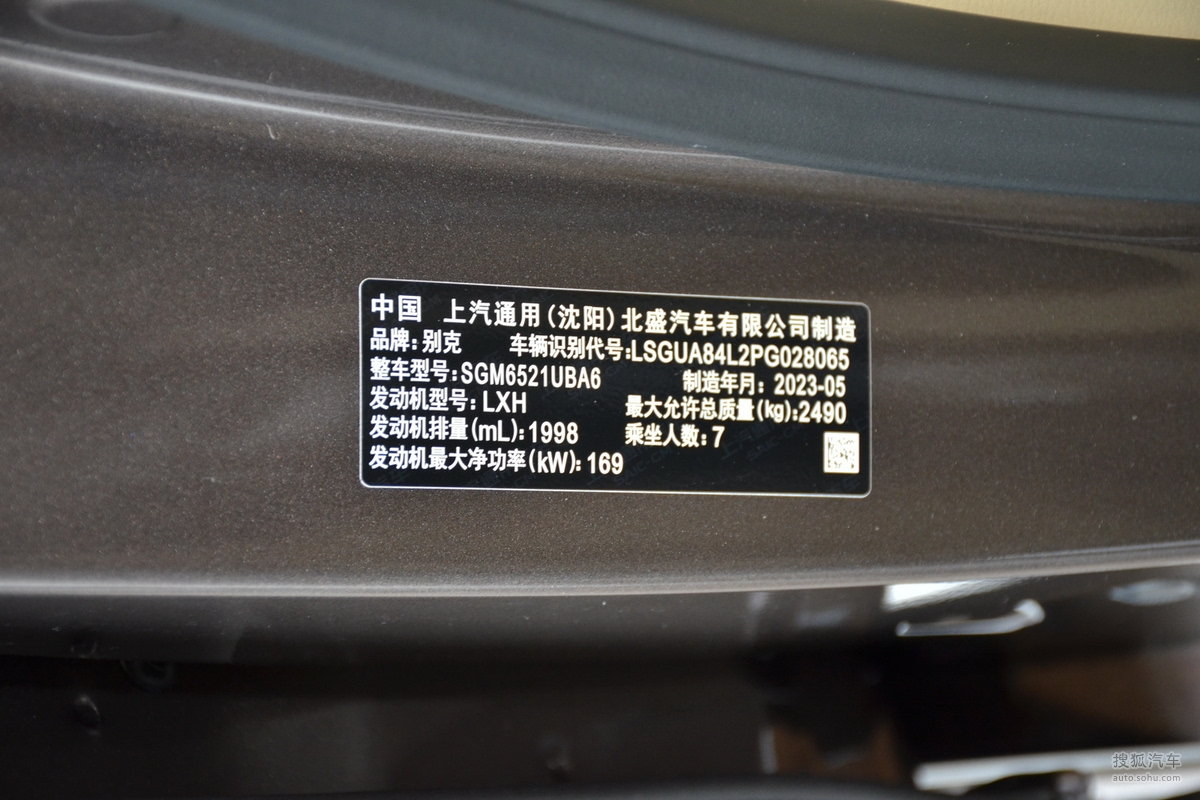 中国 上汽通用(沈阳)北盛汽车有限公司制造
品牌:别克 车辆识别代号:LSGUA84L2PG028065
整车型号:SGM6521UBA6 制造年月:2023-05
发动机型号:LXH 最大允许总质量(kg):2490
发动机排量(mL):1998 乘坐人数:7
发动机最大净功率(kW):169
搜狐汽车
auto.sohu.com